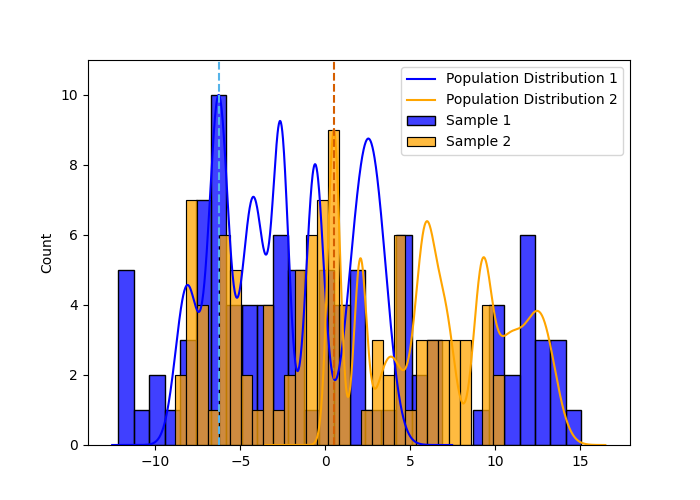 Population Distribution 1
Population Distribution 2
Sample 1
Sample 2
Count
10
8
6
4
2
0
−10
−5
0
5
10
15